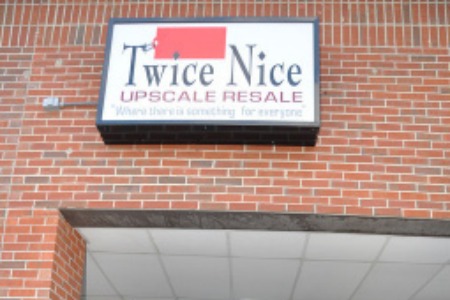 Twice Nice
UPSCALE RESALE
"Where there is something for everyone"